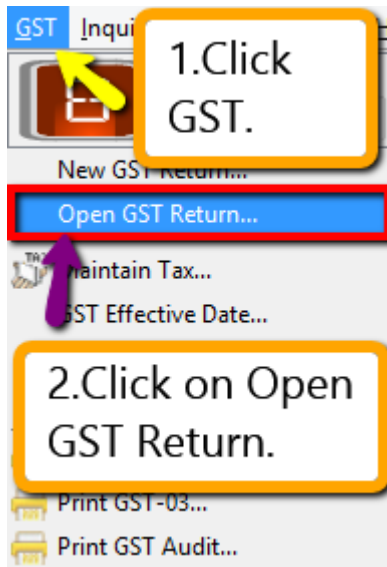 GST Inqui
1.Click
GST.
New GST Return...
Open GST Return...
Maintain Tax...
GST Effective Date...
2.Click on Open
GST Return.
Print GST-03...
Print GST Audit...